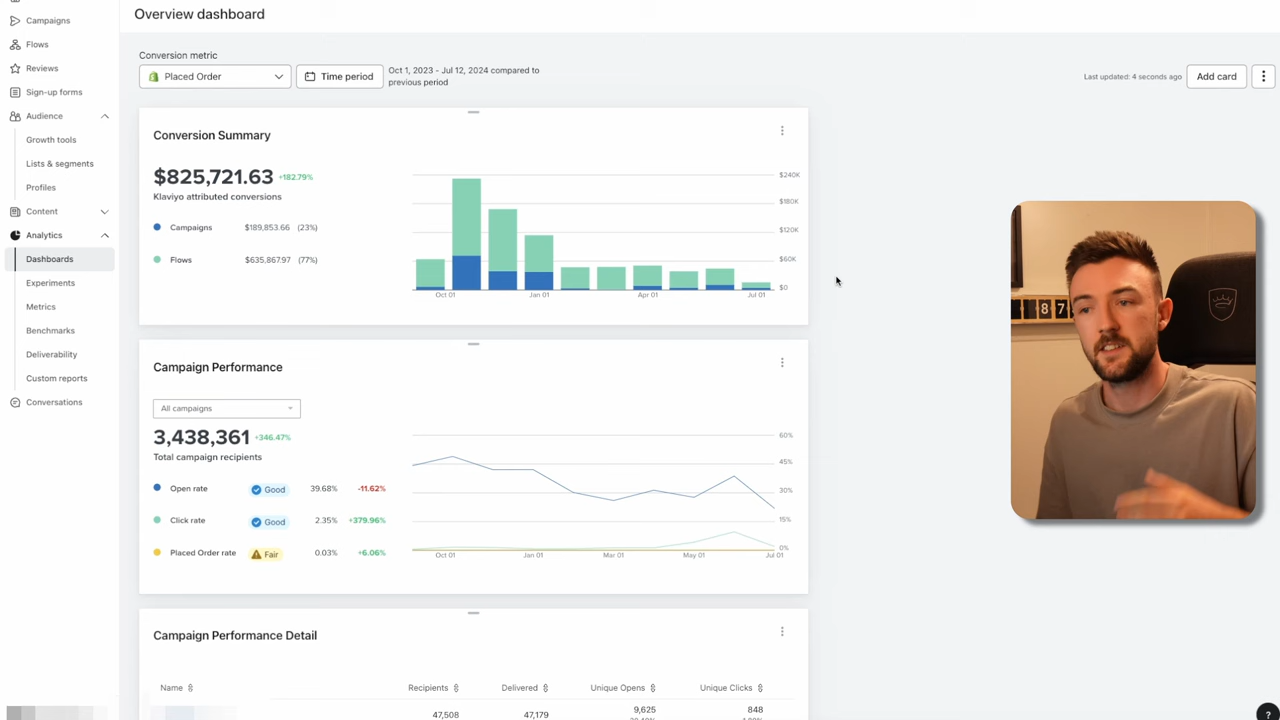 Overview dashboard
Campaigns
Flows
Reviews
Sign-up forms
Audience
Growth tools
Lists & segments
Profiles
Content
Analytics
Dashboards
Experiments
Metrics
Benchmarks
Deliverability
Custom reports
Conversations
Conversion metric
Placed Order
Time period
Oct 1, 2023 - Jul 12, 2024 compared to
previous period
Last updated: 4 seconds ago
Add card
Conversion Summary
$825,721.63 +182.79%
Klaviyo attributed conversions
Campaigns $189,853.66 (23%)
Flows $635,867.97 (77%)
$240K
$180K
$120K
$60K
$0
Oct 01 Jan 01 Apr 01 Jul 01
Campaign Performance
All campaigns
3,438,361 +346.47%
Total campaign recipients
Open rate Good 39.68% -11.62%
Click rate Good 2.35% +379.96%
Placed Order rate Fair 0.03% +6.06%
60%
45%
30%
15%
0%
Oct 01 Jan 01 Mar 01 May 01 Jul 01
Campaign Performance Detail
Name Recipients Delivered Unique Opens Unique Clicks
47,508 47,179 9,625 848
8 7
?